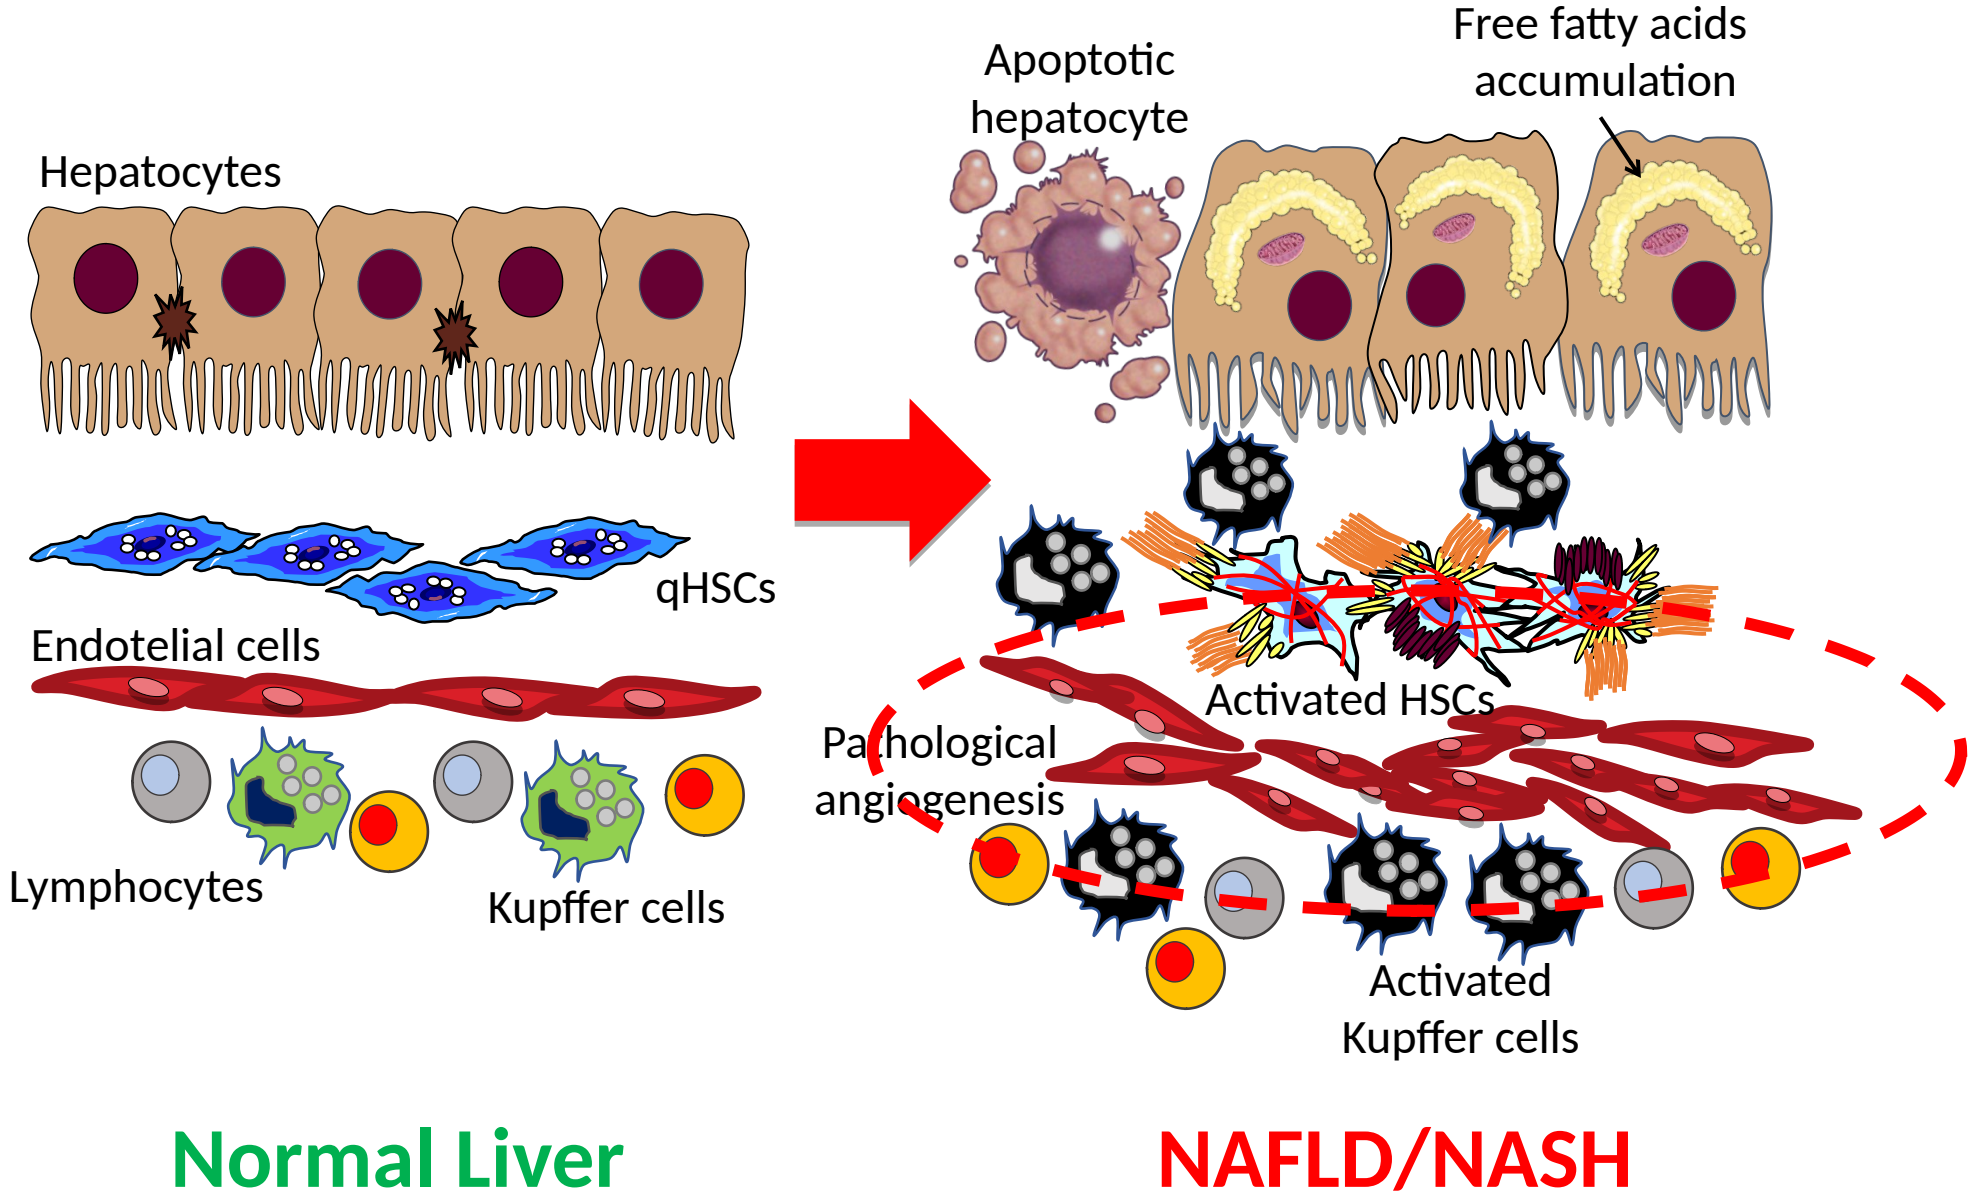 Hepatocytes
qHSCs
Endotelial cells
Lymphocytes
Kupffer cells
Normal Liver
Apoptotic
hepatocyte
Free fatty acids
accumulation
Activated HSCs
Pathological
angiogenesis
Activated
Kupffer cells
NAFLD/NASH